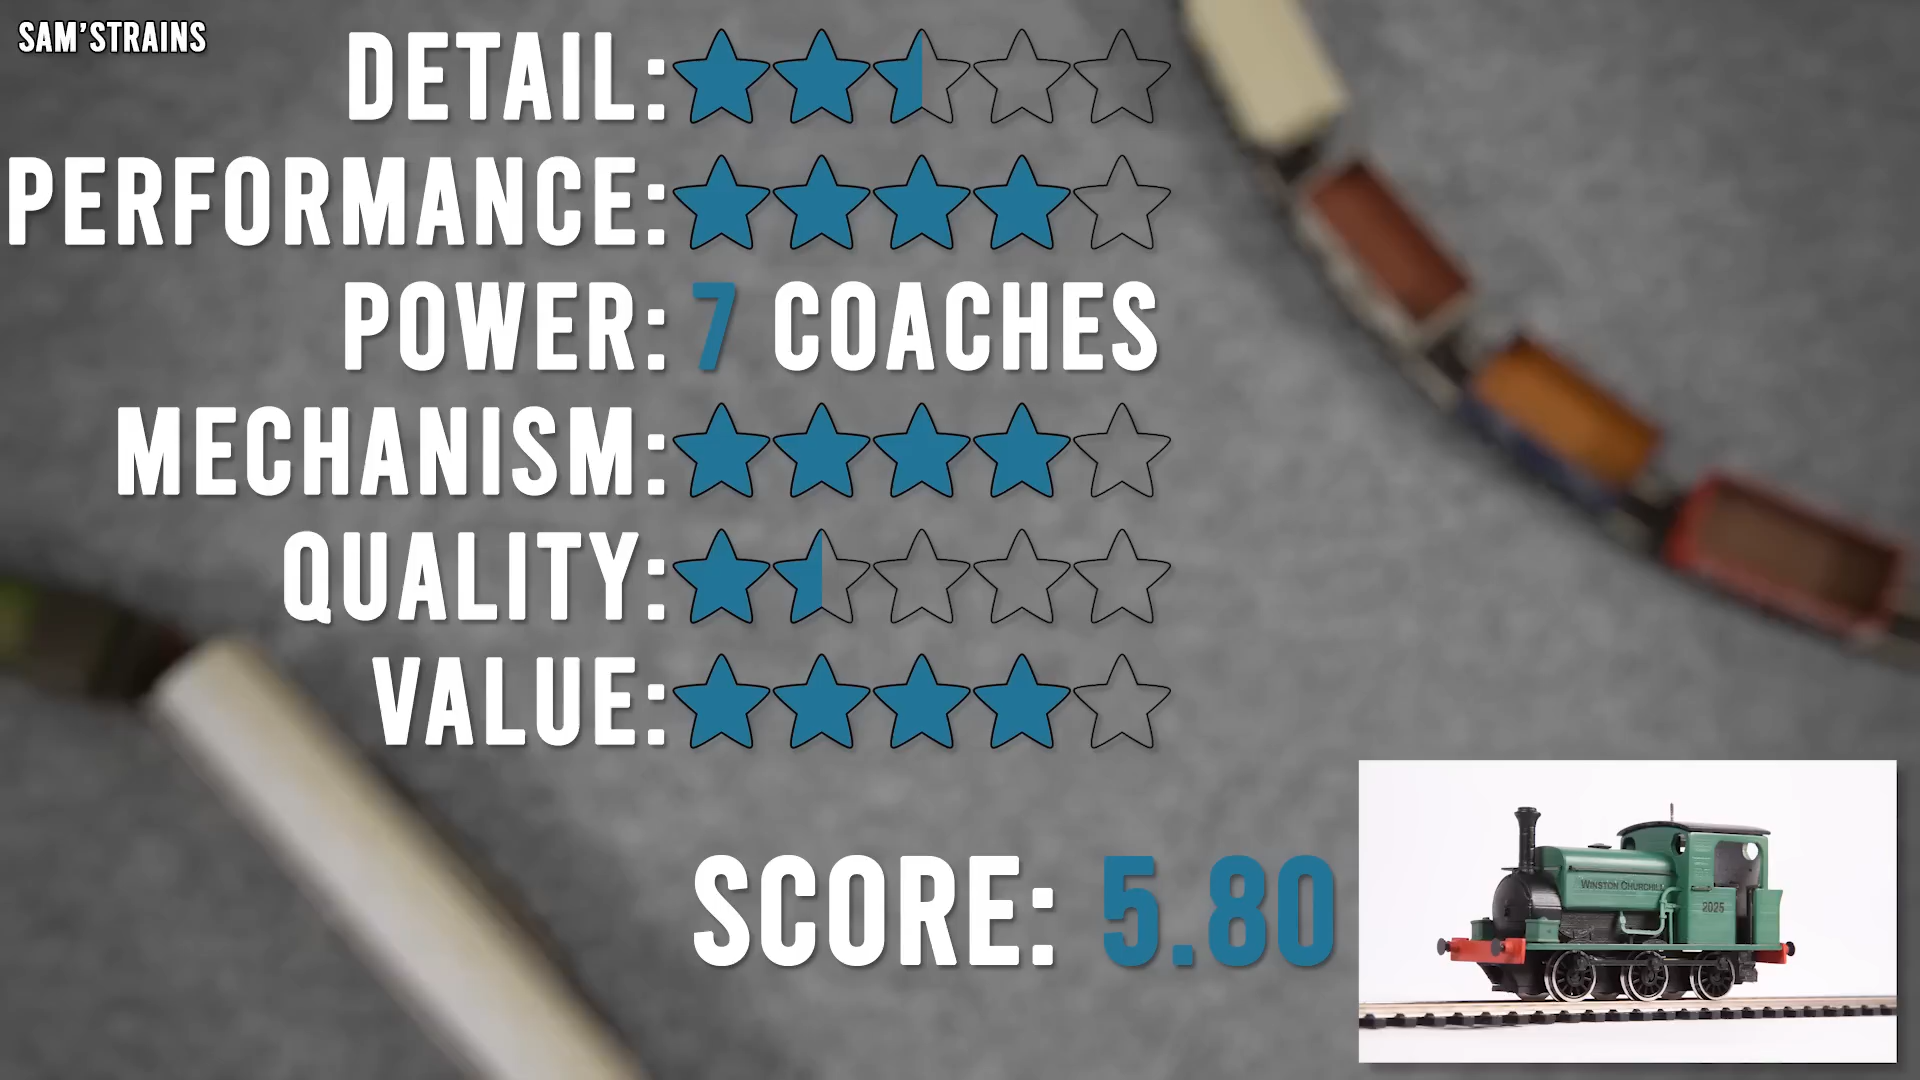 SAM'STRAINS
DETAIL:
PERFORMANCE:
POWER: 7 COACHES
MECHANISM:
QUALITY:
VALUE:
SCORE: 5.80
WINSTON CHURCHILL
2025